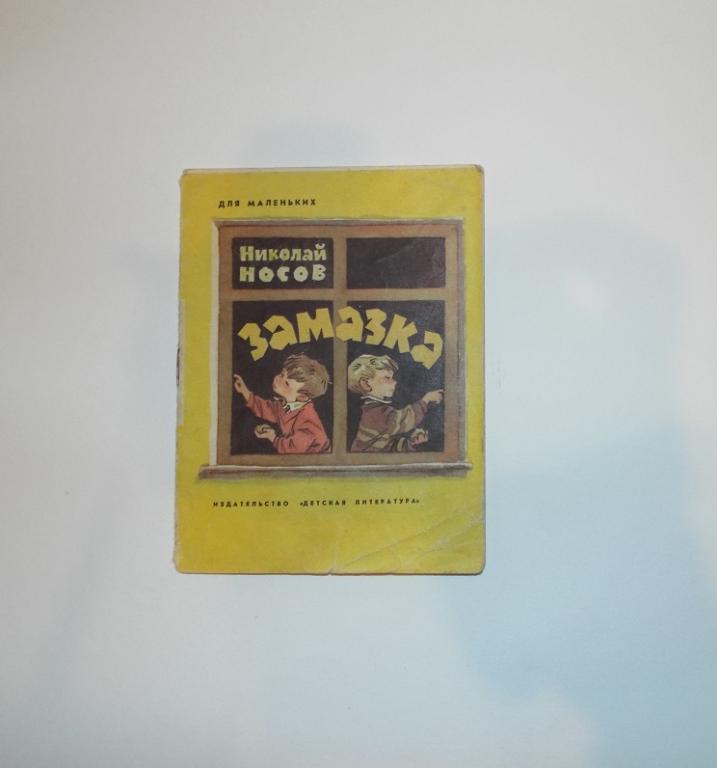 ДЛЯ МАЛЕНЬКИХ
Николай
НОСОВ
ЗАМАЗКА
ИЗДАТЕЛЬСТВО «ДЕТСКАЯ ЛИТЕРАТУРА»